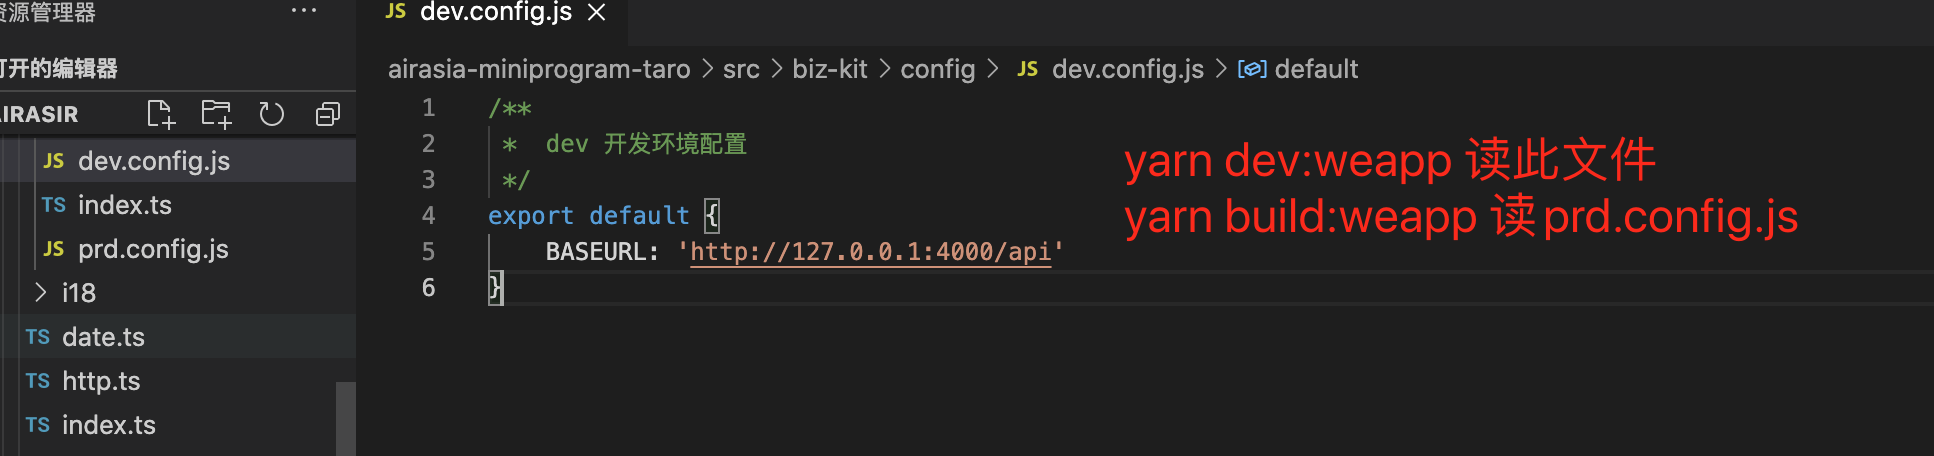 资源管理器
···
JS dev.config.js ×
打开的编辑器
AIRASIR
airasia-miniprogram-taro > src > biz-kit > config > JS dev.config.js > default
JS dev.config.js
TS index.ts
JS prd.config.js
> i18
TS date.ts
TS http.ts
TS index.ts
1 /**
2 * dev 开发环境配置
3 */
4 export default {
5 BASEURL: 'http://127.0.0.1:4000/api'
6 }
yarn dev:weapp 读此文件
yarn build:weapp 读prd.config.js